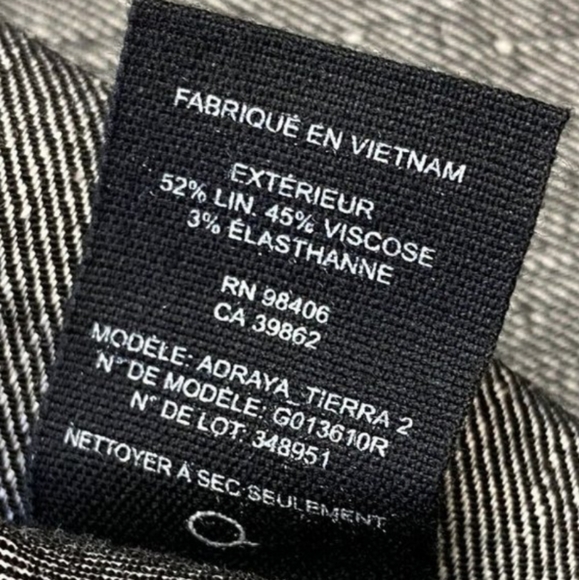 FABRIQUÉ EN VIETNAM
EXTÉRIEUR
52% LIN. 45% VISCOSE
3% ÉLASTHANNE
RN 98406
CA 39862
MODÈLE: ADRAYA_TIERRA 2
N° DE MODÈLE: G013610R
N° DE LOT: 348951
NETTOYER À SEC SEULEMENT